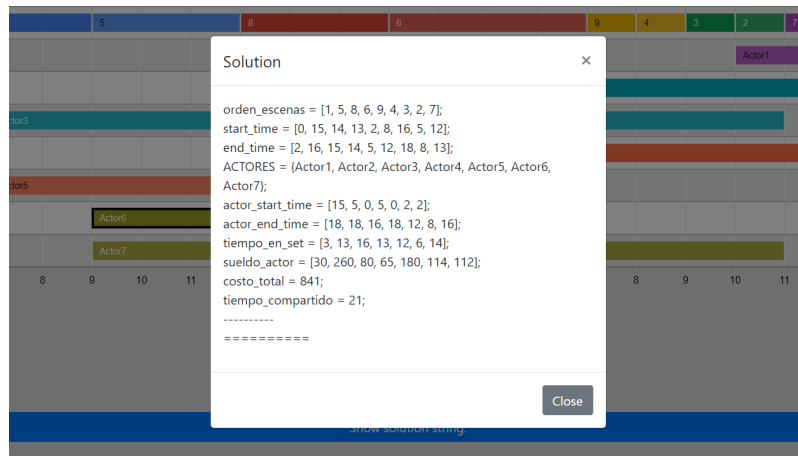 5 8 6 9 4 3 2 7
Actor1
Solution ×
orden_escenas = [1, 5, 8, 6, 9, 4, 3, 2, 7];
start_time = [0, 15, 14, 13, 2, 8, 16, 5, 12];
end_time = [2, 16, 15, 14, 5, 12, 18, 8, 13];
ACTORES = {Actor1, Actor2, Actor3, Actor4, Actor5, Actor6,
Actor7};
actor_start_time = [15, 5, 0, 5, 0, 2, 2];
actor_end_time = [18, 18, 16, 18, 12, 8, 16];
tiempo_en_set = [3, 13, 16, 13, 12, 6, 14];
sueldo_actor = [30, 260, 80, 65, 180, 114, 112];
costo_total = 841;
tiempo_compartido = 21;
----------
==========
Close
ctor3
ctor5
Actor6
Actor7
8 9 10 11 8 9 10 11
Show solution string.